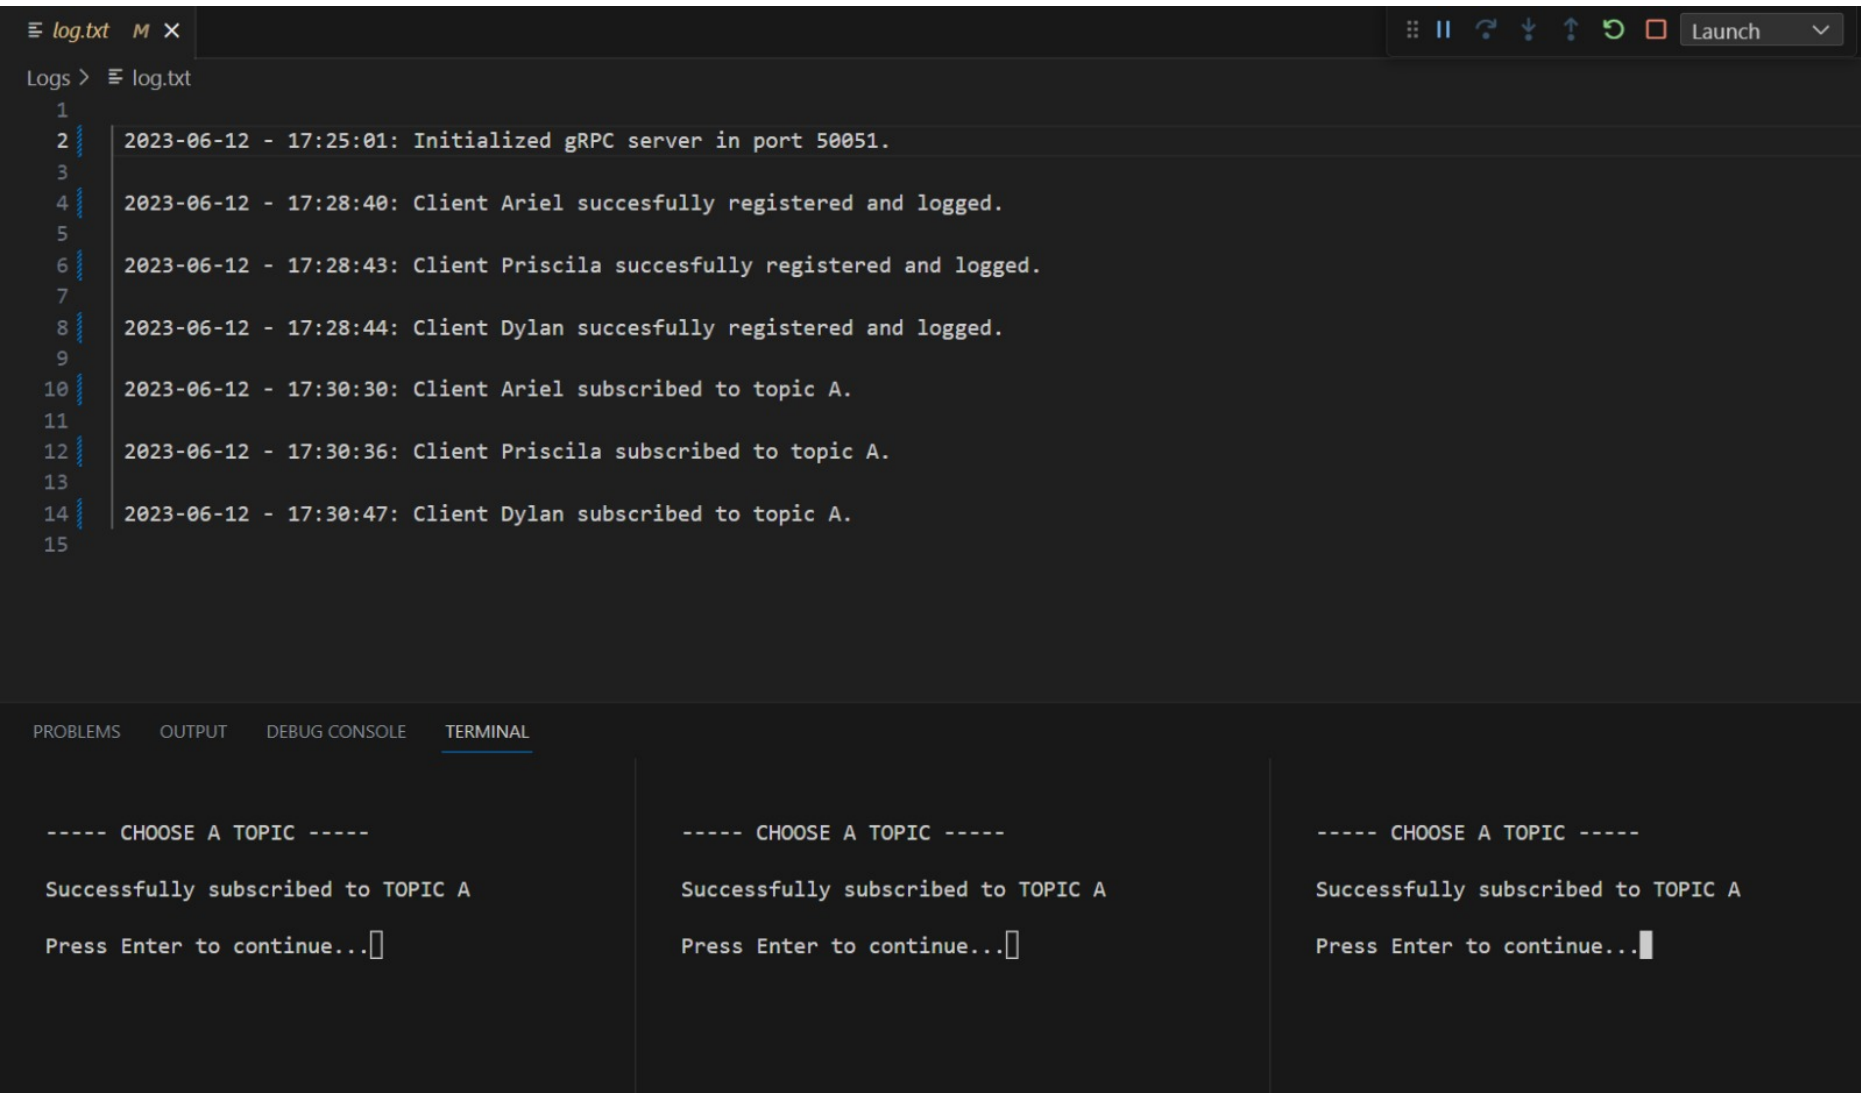 log.txt M
Launch
Logs > log.txt
1
2 2023-06-12 - 17:25:01: Initialized gRPC server in port 50051.
3
4 2023-06-12 - 17:28:40: Client Ariel succesfully registered and logged.
5
6 2023-06-12 - 17:28:43: Client Priscila succesfully registered and logged.
7
8 2023-06-12 - 17:28:44: Client Dylan succesfully registered and logged.
9
10 2023-06-12 - 17:30:30: Client Ariel subscribed to topic A.
11
12 2023-06-12 - 17:30:36: Client Priscila subscribed to topic A.
13
14 2023-06-12 - 17:30:47: Client Dylan subscribed to topic A.
15
PROBLEMS OUTPUT DEBUG CONSOLE TERMINAL
----- CHOOSE A TOPIC -----
Successfully subscribed to TOPIC A
Press Enter to continue...
----- CHOOSE A TOPIC -----
Successfully subscribed to TOPIC A
Press Enter to continue...
----- CHOOSE A TOPIC -----
Successfully subscribed to TOPIC A
Press Enter to continue...